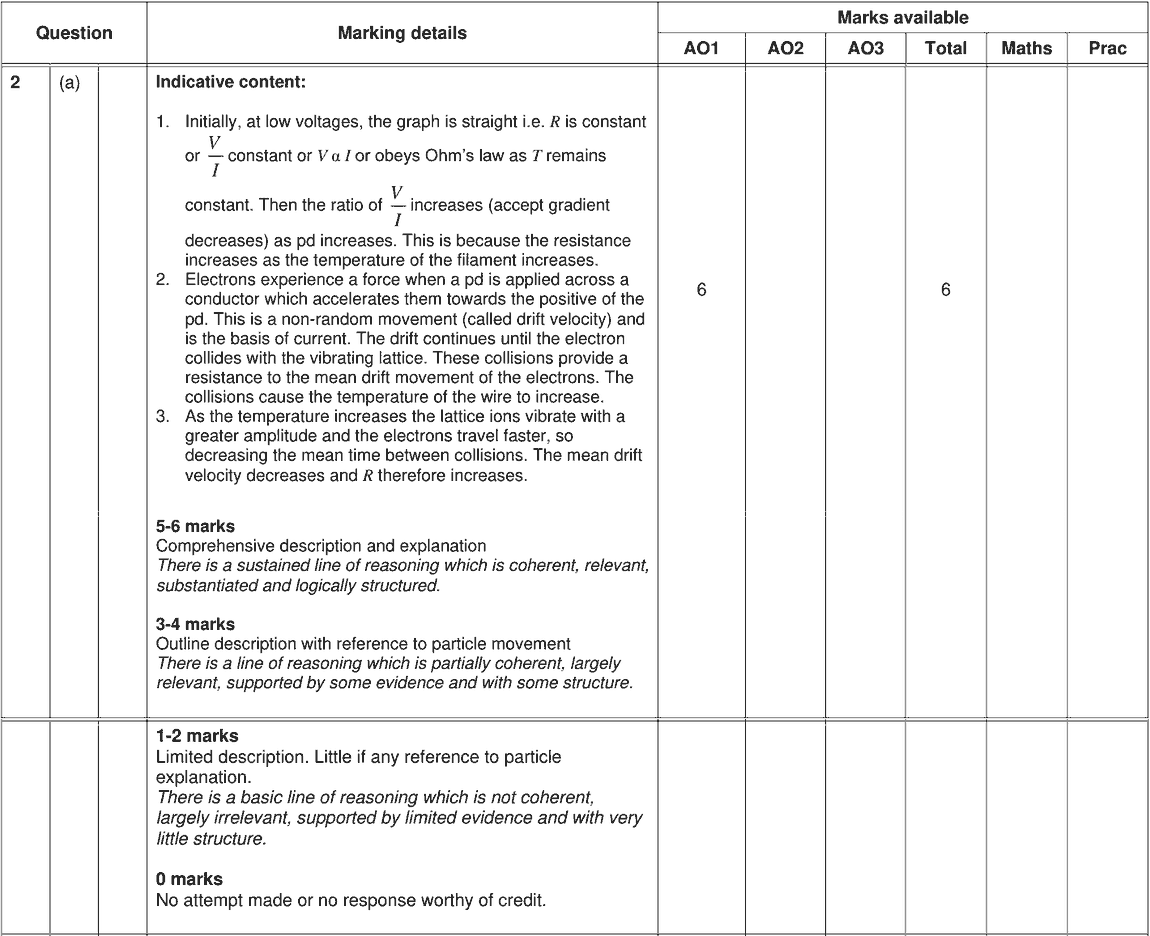 Question
Marking details
Marks available
AO1 AO2 AO3 Total Maths Prac
2 (a)
Indicative content:
1. Initially, at low voltages, the graph is straight i.e. R is constant
or V/I constant or V α I or obeys Ohm's law as T remains
constant. Then the ratio of V/I increases (accept gradient
decreases) as pd increases. This is because the resistance
increases as the temperature of the filament increases.
2. Electrons experience a force when a pd is applied across a
conductor which accelerates them towards the positive of the
pd. This is a non-random movement (called drift velocity) and
is the basis of current. The drift continues until the electron
collides with the vibrating lattice. These collisions provide a
resistance to the mean drift movement of the electrons. The
collisions cause the temperature of the wire to increase.
3. As the temperature increases the lattice ions vibrate with a
greater amplitude and the electrons travel faster, so
decreasing the mean time between collisions. The mean drift
velocity decreases and R therefore increases.
6 6
5-6 marks
Comprehensive description and explanation
There is a sustained line of reasoning which is coherent, relevant,
substantiated and logically structured.
3-4 marks
Outline description with reference to particle movement
There is a line of reasoning which is partially coherent, largely
relevant, supported by some evidence and with some structure.
1-2 marks
Limited description. Little if any reference to particle
explanation.
There is a basic line of reasoning which is not coherent,
largely irrelevant, supported by limited evidence and with very
little structure.
0 marks
No attempt made or no response worthy of credit.